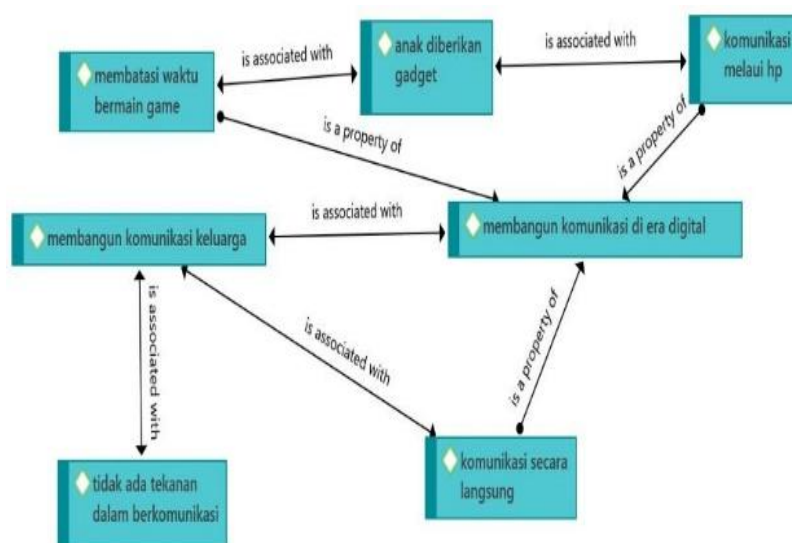 membatasi waktu
bermain game
is associated with
anak diberikan
gadget
is associated with
komunikasi
melaui hp
is a property of
is a property of
membangun komunikasi keluarga
is associated with
membangun komunikasi di era digital
is associated with
is associated with
is a property of
tidak ada tekanan
dalam berkomunikasi
komunikasi secara
langsung